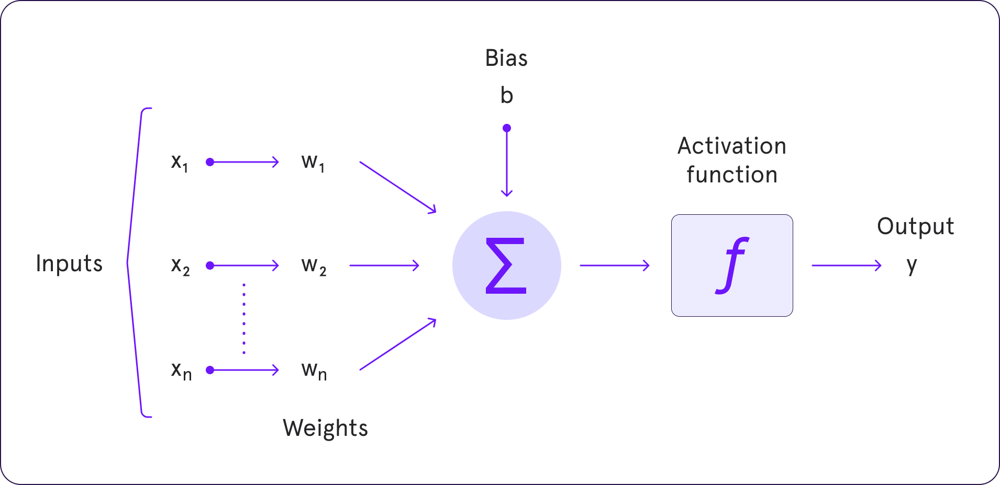 Bias
b
Activation
function
Inputs
x₁
w₁
x₂
w₂
xₙ
wₙ
Weights
Σ
f
Output
y